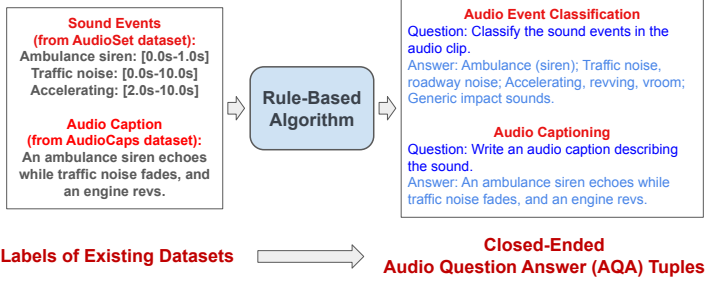 Sound Events
(from AudioSet dataset):
Ambulance siren: [0.0s-1.0s]
Traffic noise: [0.0s-10.0s]
Accelerating: [2.0s-10.0s]
Audio Caption
(from AudioCaps dataset):
An ambulance siren echoes
while traffic noise fades, and
an engine revs.
Rule-Based
Algorithm
Audio Event Classification
Question: Classify the sound events in the
audio clip.
Answer: Ambulance (siren); Traffic noise,
roadway noise; Accelerating, revving, vroom;
Generic impact sounds.
Audio Captioning
Question: Write an audio caption describing
the sound.
Answer: An ambulance siren echoes while
traffic noise fades, and an engine revs.
Labels of Existing Datasets
Closed-Ended
Audio Question Answer (AQA) Tuples